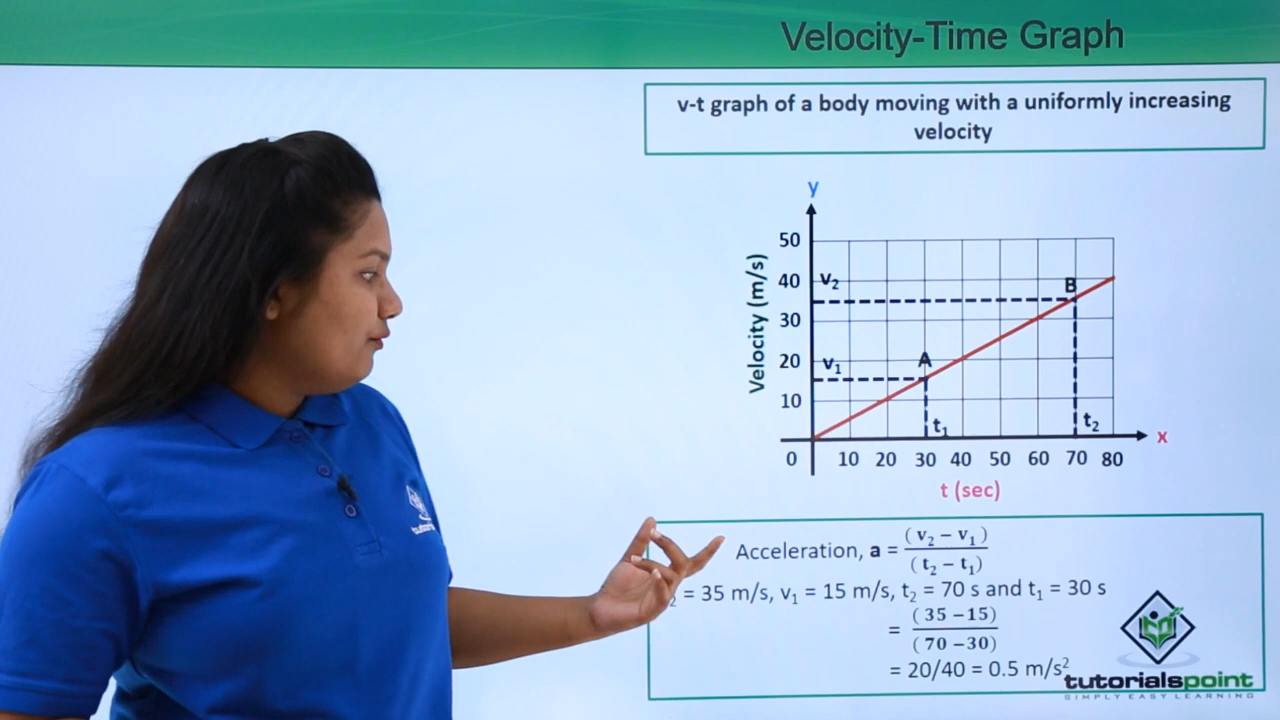 Velocity-Time Graph
v-t graph of a body moving with a uniformly increasing
velocity
y
50
40
30
20
10
0
Velocity (m/s)
v₂
v₁
A
B
t₁
t₂
x
10 20 30 40 50 60 70 80
t (sec)
Acceleration, a = (v₂ – v₁) / (t₂ – t₁)
₂ = 35 m/s, v₁ = 15 m/s, t₂ = 70 s and t₁ = 30 s
= (35 –15) / (70 –30)
= 20/40 = 0.5 m/s²
tutorialspoint
SIMPLY EASY LEARNING